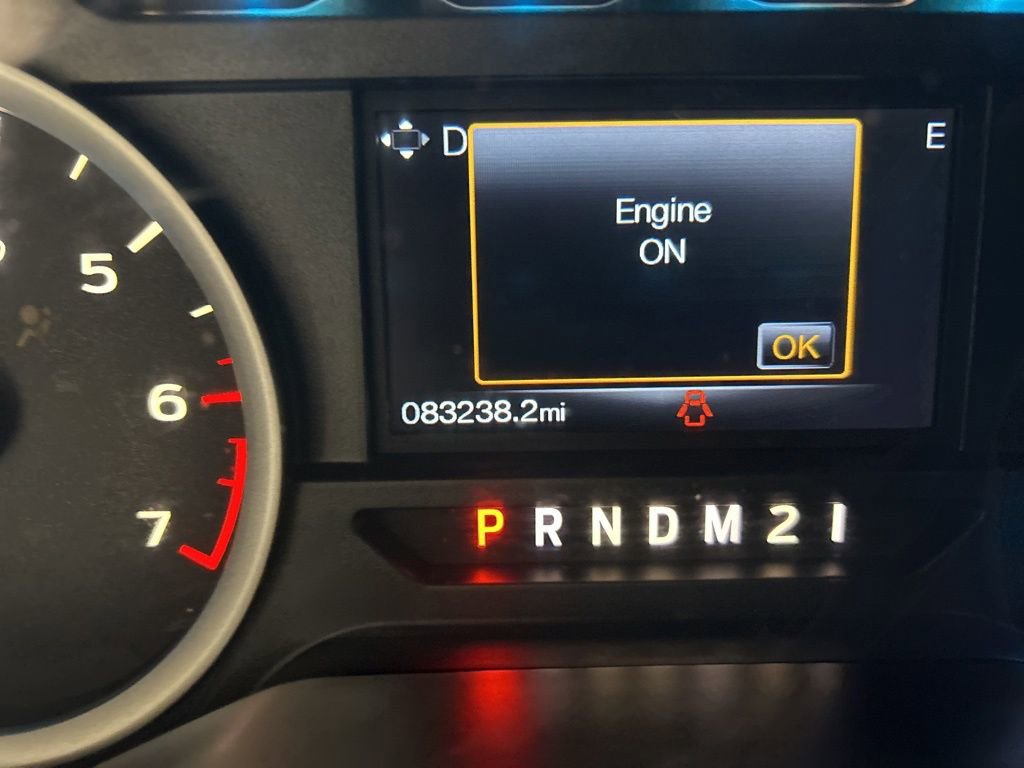 D
E
Engine
ON
OK
083238.2mi
5
6
7
P R N D M 2 1